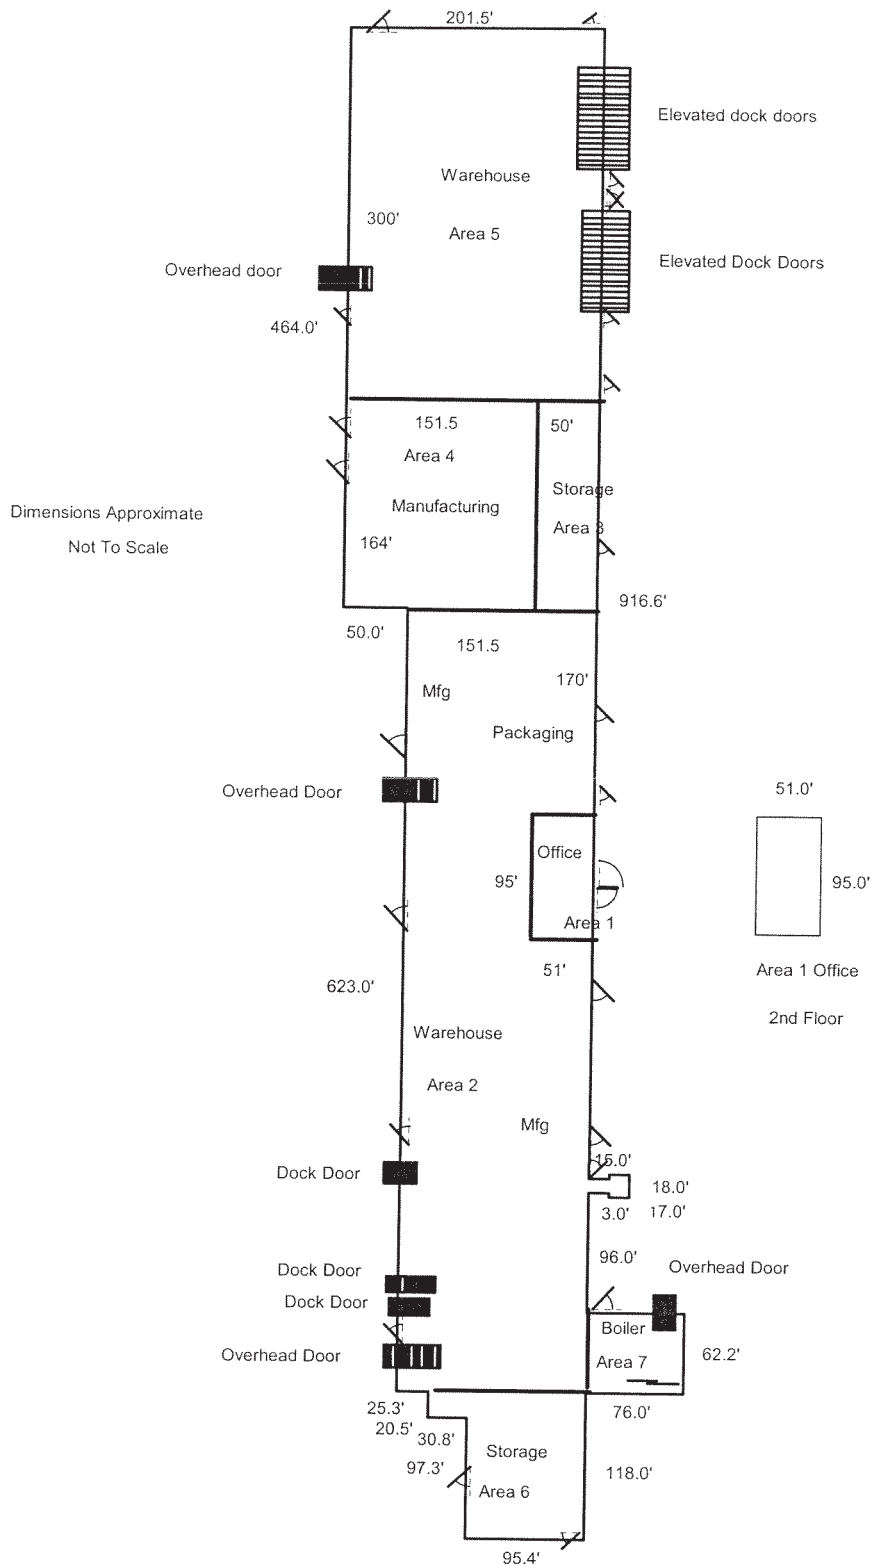 201.5'
Elevated dock doors
Warehouse
300'
Area 5
Elevated Dock Doors
Overhead door
464.0'
151.5
50'
Area 4
Storage
Manufacturing
Dimensions Approximate
Area 3
164'
Not To Scale
916.6'
50.0'
151.5
170'
Mfg
Packaging
Overhead Door
51.0'
Office
95'
95.0'
Area 1
51'
Area 1 Office
623.0'
2nd Floor
Warehouse
Area 2
Mfg
15.0'
Dock Door
18.0'
3.0'
17.0'
96.0'
Dock Door
Overhead Door
Dock Door
Boiler
Overhead Door
Area 7
62.2'
25.3'
76.0'
20.5'
30.8'
Storage
97.3'
118.0'
Area 6
95.4'